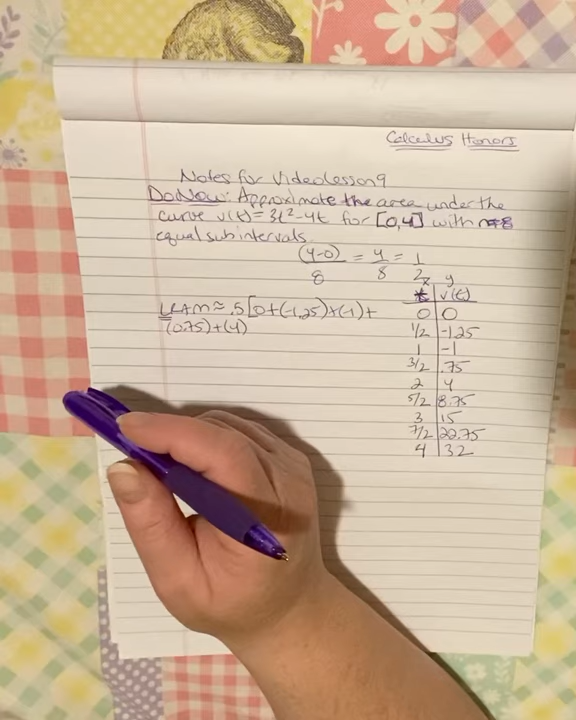 Calculus Honors
Notes for Video Lesson 9
Do Now: Approximate the area under the
curve v(t) = 3t² - 4t for [0,4] with n=8
equal subintervals.
(4-0)/8 = 4/8 = 1/2
x y
t v(t)
0 0
1/2 -1.25
1 -1
3/2 .75
2 4
5/2 8.75
3 15
7/2 22.75
4 32
LRAM ≈ .5[0+(-1.25)+(-1)+
(0.75)+(4)